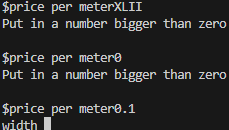 $price per meterXLII
Put in a number bigger than zero
$price per meter0
Put in a number bigger than zero
$price per meter0.1
width